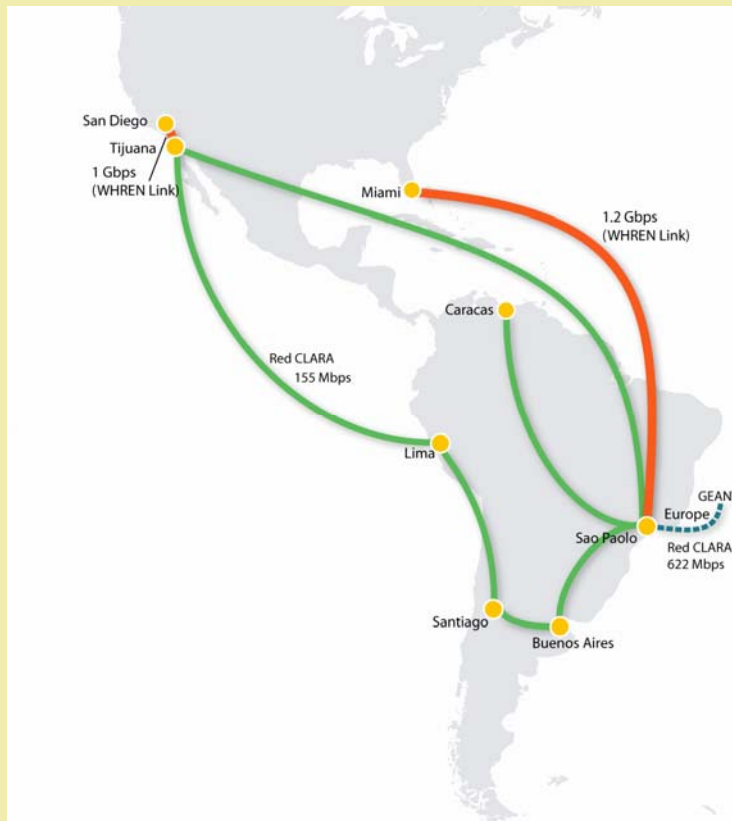 San Diego
Tijuana
1 Gbps
(WHREN Link)
Miami
1.2 Gbps
(WHREN Link)
Caracas
Red CLARA
155 Mbps
Lima
GEAN
Europe
Sao Paolo
Red CLARA
622 Mbps
Santiago
Buenos Aires